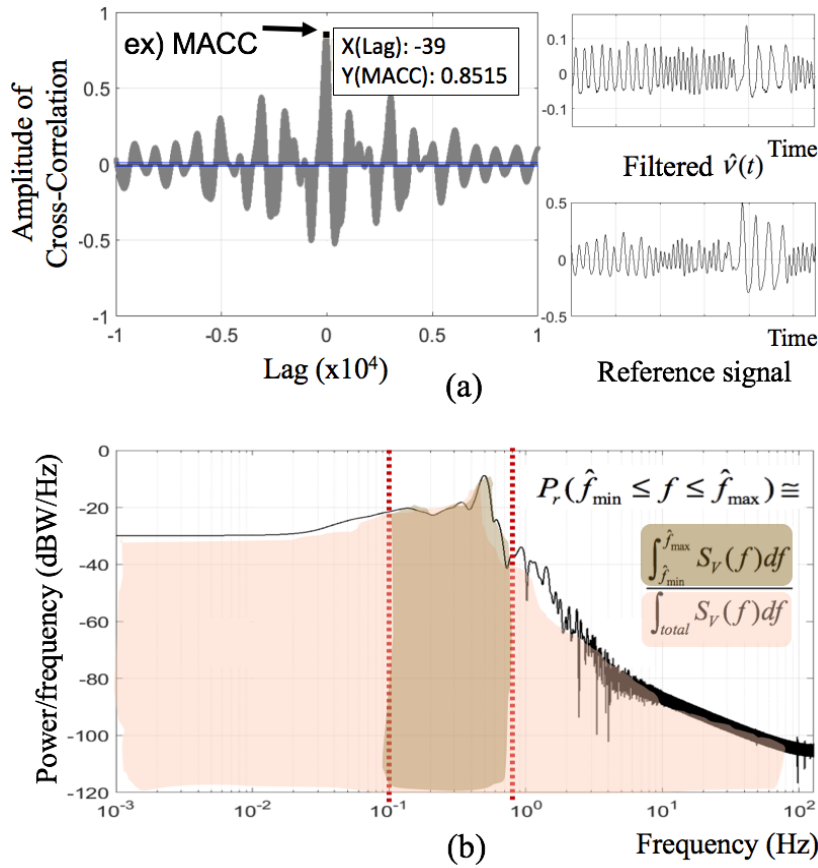 ex) MACC
X(Lag): -39
Y(MACC): 0.8515
Amplitude of
Cross-Correlation
1
0.5
0
-0.5
-1
-1
-0.5
0
0.5
1
Lag (x10⁴)
0.1
0
-0.1
Time
Filtered v̂(t)
0.5
0
-0.5
Time
Reference signal
(a)
Power/frequency (dBW/Hz)
0
-20
-40
-60
-80
-100
-120
P_r(f̂_min ≤ f ≤ f̂_max) ≅
∫_{f̂_min}^{f̂_max} S_V(f)df
∫_{total} S_V(f)df
10⁻³
10⁻²
10⁻¹
10⁰
10¹
10²
Frequency (Hz)
(b)